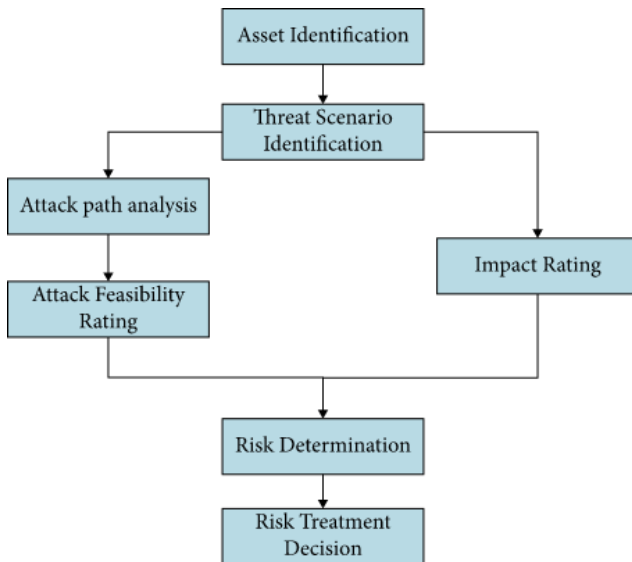 Asset Identification
Threat Scenario
Identification
Attack path analysis
Impact Rating
Attack Feasibility
Rating
Risk Determination
Risk Treatment
Decision